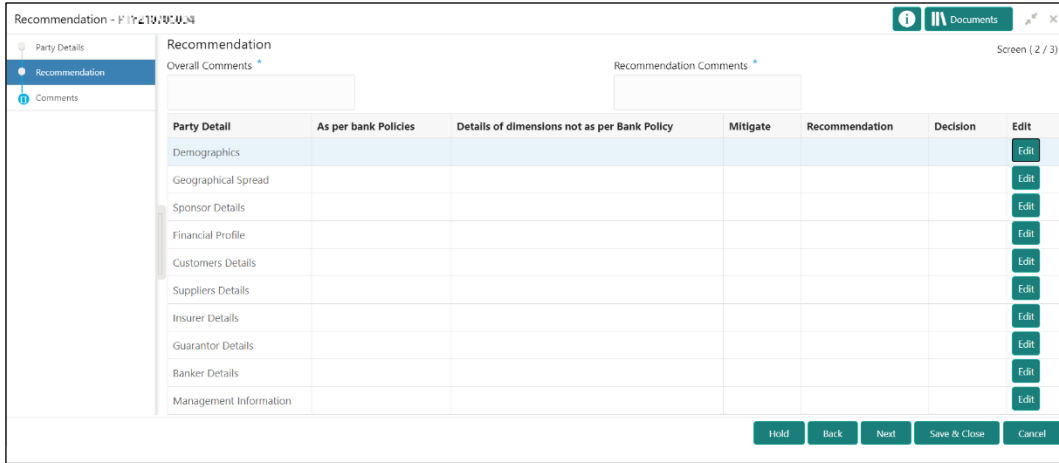 Recommendation -
Documents
Party Details
Recommendation
Comments
Recommendation
Screen ( 2 / 3)
Overall Comments *
Recommendation Comments *
Party Detail As per bank Policies Details of dimensions not as per Bank Policy Mitigate Recommendation Decision Edit
Demographics Edit
Geographical Spread Edit
Sponsor Details Edit
Financial Profile Edit
Customers Details Edit
Suppliers Details Edit
Insurer Details Edit
Guarantor Details Edit
Banker Details Edit
Management Information Edit
Hold Back Next Save & Close Cancel